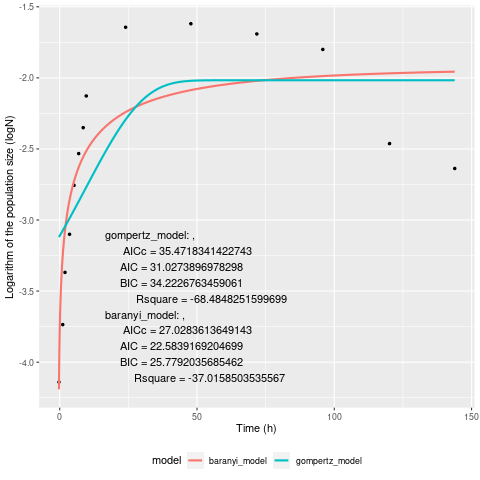 -1.5
-2.0
-2.5
-3.0
-3.5
-4.0
Logarithm of the population size (logN)
gompertz_model: ,
AICc = 35.4718341422743
AIC = 31.0273896978298
BIC = 34.2226763459061
Rsquare = -68.4848251599699
baranyi_model: ,
AICc = 27.0283613649143
AIC = 22.5839169204699
BIC = 25.7792035685462
Rsquare = -37.0158503535567
0 50 100 150
Time (h)
model baranyi_model gompertz_model